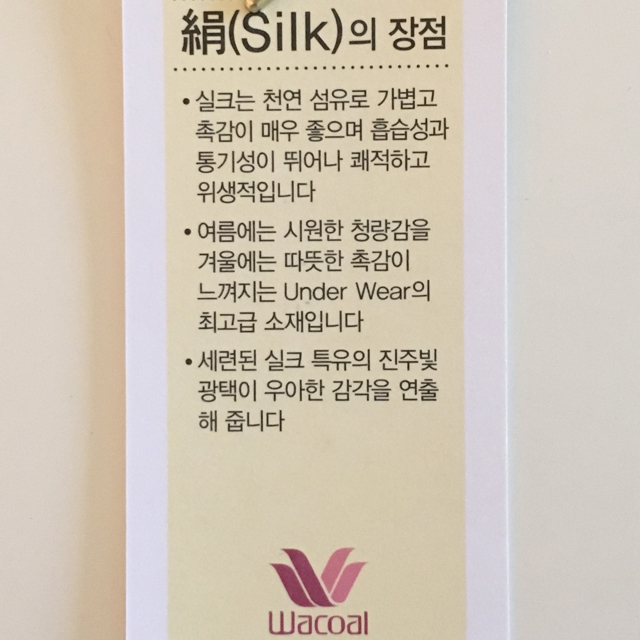 絹(Silk)의 장점
• 실크는 천연 섬유로 가볍고
촉감이 매우 좋으며 흡습성과
통기성이 뛰어나 쾌적하고
위생적입니다
• 여름에는 시원한 청량감을
겨울에는 따뜻한 촉감이
느껴지는 Under Wear의
최고급 소재입니다
• 세련된 실크 특유의 진주빛
광택이 우아한 감각을 연출
해 줍니다
Wacoal